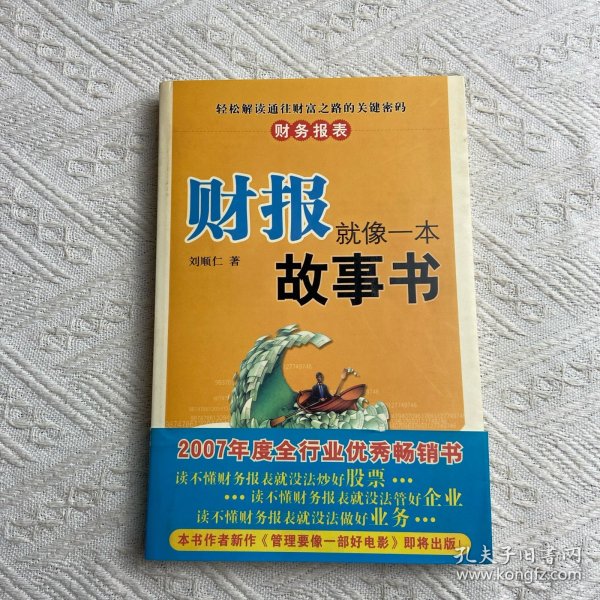 轻松解读通往财富之路的关键密码
财务报表
财报
就像一本
刘顺仁 著
故事书
2007年度全行业优秀畅销书
读不懂财务报表就没法炒好股票…
…读不懂财务报表就没法管好企业
读不懂财务报表就没法做好业务…
本书作者新作《管理要像一部好电影》即将出版!
孔夫子旧书网
www.kongfz.com